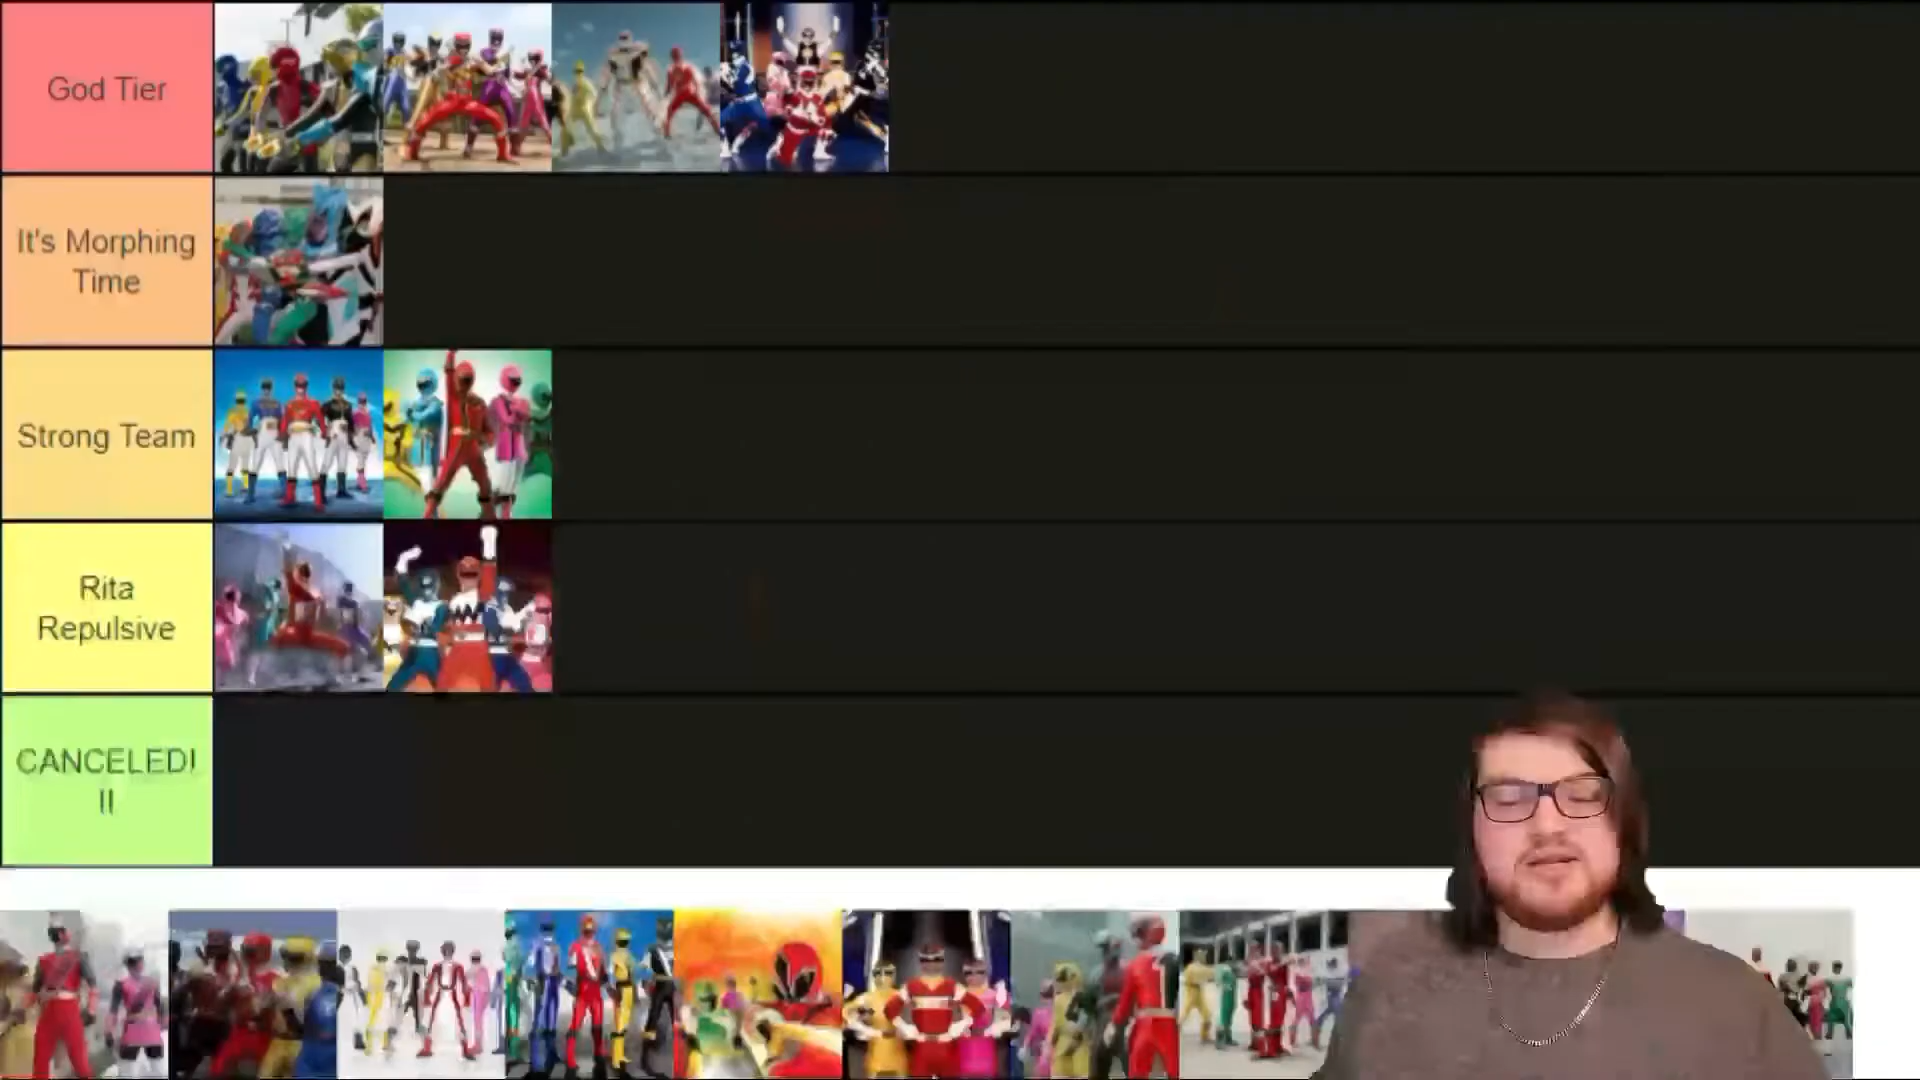 God Tier
It's Morphing
Time
Strong Team
Rita
Repulsive
CANCELED!
!!